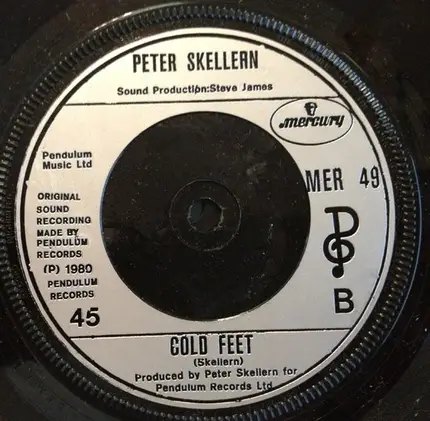 PETER SKELLERN
Sound Production:Steve James
mercury
Pendulum
Music Ltd
MER 49
ORIGINAL
SOUND
RECORDING
MADE BY
PENDULUM
RECORDS
(P) 1980
PENDULUM
RECORDS
B
45
COLD FEET
(Skellern)
Produced by Peter Skellern for
Pendulum Records Ltd